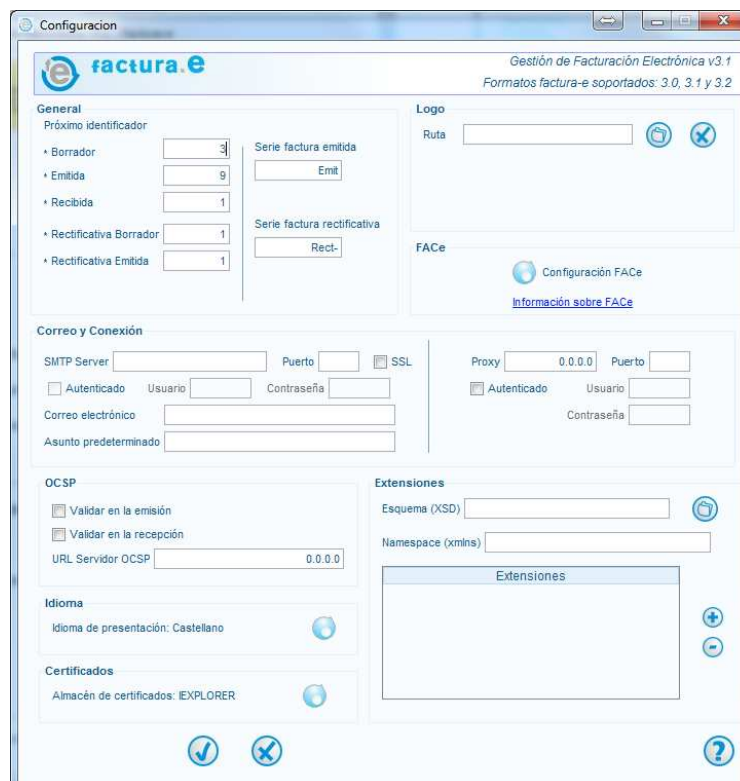 Configuracion
factura.e
Gestión de Facturación Electrónica v3.1
Formatos factura-e soportados: 3.0, 3.1 y 3.2
General
Próximo identificador
* Borrador 3
* Emitida 9
* Recibida 1
* Rectificativa Borrador 1
* Rectificativa Emitida 1
Serie factura emitida
Emit
Serie factura rectificativa
Rect-
Logo
Ruta
FACe
Configuración FACe
Información sobre FACe
Correo y Conexión
SMTP Server Puerto SSL
Autenticado Usuario Contraseña
Correo electrónico
Asunto predeterminado
Proxy 0.0.0.0 Puerto
Autenticado Usuario
Contraseña
OCSP
Validar en la emisión
Validar en la recepción
URL Servidor OCSP 0.0.0.0
Idioma
Idioma de presentación: Castellano
Certificados
Almacén de certificados: IEXPLORER
Extensiones
Esquema (XSD)
Namespace (xmlns)
Extensiones